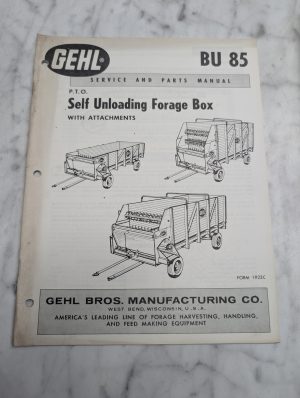 GEHL
BU 85
SERVICE AND PARTS MANUAL
P.T.O.
Self Unloading Forage Box
WITH ATTACHMENTS
FORM 1922C
GEHL BROS. MANUFACTURING CO.
WEST BEND, WISCONSIN, U.S.A.
AMERICA'S LEADING LINE OF FORAGE HARVESTING, HANDLING,
AND FEED MAKING EQUIPMENT